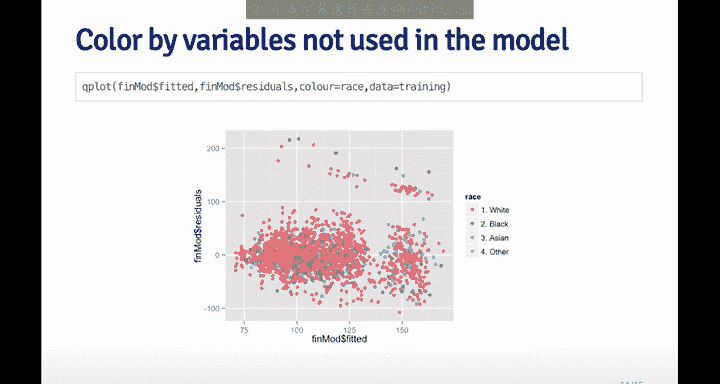 Color by variables not used in the model
qplot(finMod$fitted,finMod$residuals,colour=race,data=training)
200
100
0
-100
finMod$residuals
75
100
125
150
finMod$fitted
race
1. White
2. Black
3. Asian
4. Other